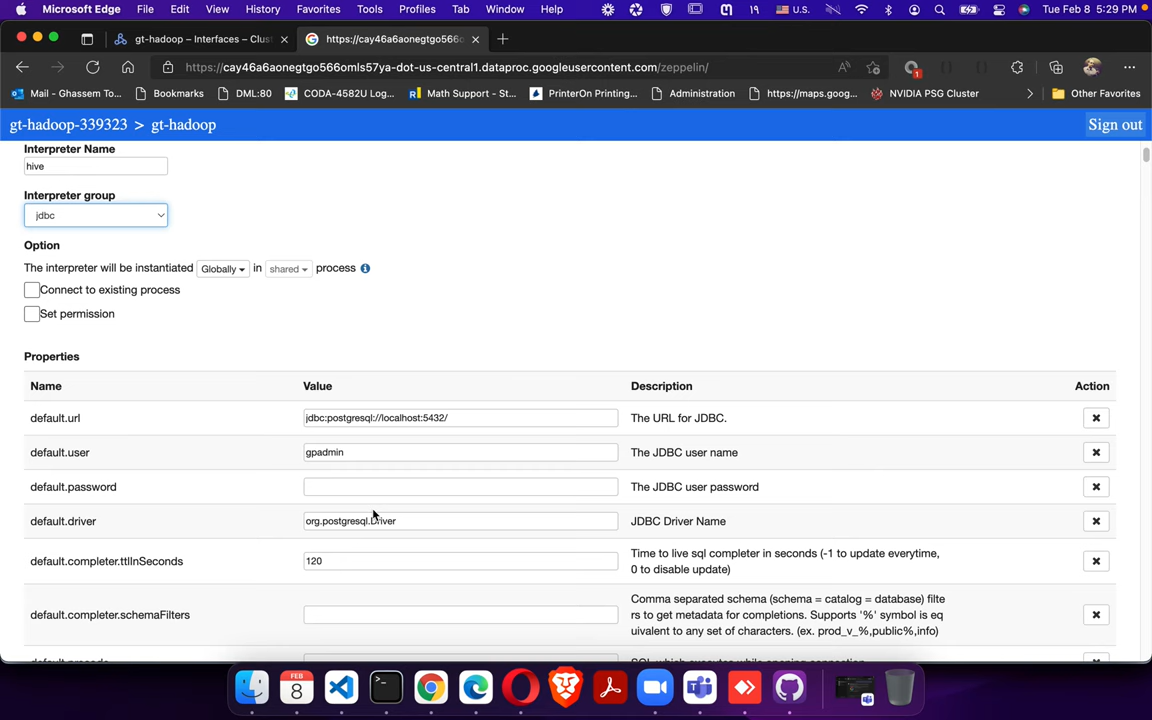 Microsoft Edge File Edit View History Favorites Tools Profiles Tab Window Help U.S. Tue Feb 8 5:29 PM
gt-hadoop – Interfaces – Clus https://cay46a6aonegtgo566o
https://cay46a6aonegtgo566omls57ya-dot-us-central1.dataproc.googleusercontent.com/zeppelin/ 1
Mail - Ghassem To... Bookmarks DML:80 CODA-4582U Log... Math Support - St... PrinterOn Printing,... Administration https://maps.goog... NVIDIA PSG Cluster Other Favorites
gt-hadoop-339323 > gt-hadoop Sign out
Interpreter Name
hive
Interpreter group
jdbc
Option
The interpreter will be instantiated Globally in shared process
Connect to existing process
Set permission
Properties
Name Value Description Action
default.url jdbc:postgresql://localhost:5432/ The URL for JDBC.
default.user gpadmin The JDBC user name
default.password The JDBC user password
default.driver org.postgresql.Driver JDBC Driver Name
default.completer.ttlInSeconds 120 Time to live sql completer in seconds (-1 to update everytime,
0 to disable update)
default.completer.schemaFilters Comma separated schema (schema = catalog = database) filte
rs to get metadata for completions. Supports '%' symbol is eq
uivalent to any set of characters. (ex. prod_v_%,public%,info)
FEB
8